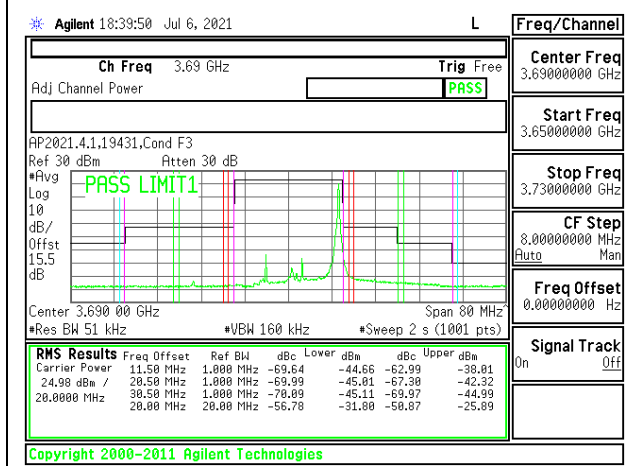 Agilent 18:39:50 Jul 6, 2021 L Freq/Channel
Ch Freq 3.69 GHz Trig Free
Adj Channel Power PASS
AP2021.4.1,19431,Cond F3
Ref 30 dBm Atten 30 dB
#Avg
Log
10
dB/
Offst
15.5
dB
PASS LIMIT1
Center 3.690 00 GHz Span 80 MHz
#Res BW 51 kHz #VBW 160 kHz #Sweep 2 s (1001 pts)
RMS Results Freq Offset Ref BW dBc Lower dBm dBc Upper dBm
Carrier Power 11.50 MHz 1.000 MHz -69.64 -44.66 -62.99 -38.01
24.98 dBm / 20.50 MHz 1.000 MHz -69.99 -45.01 -67.30 -42.32
20.0000 MHz 30.50 MHz 1.000 MHz -70.09 -45.11 -69.97 -44.99
20.00 MHz 20.00 MHz -56.78 -31.80 -50.87 -25.89
Copyright 2000-2011 Agilent Technologies
Center Freq
3.69000000 GHz
Start Freq
3.65000000 GHz
Stop Freq
3.73000000 GHz
CF Step
8.00000000 MHz
Auto Man
Freq Offset
0.00000000 Hz
Signal Track
On Off